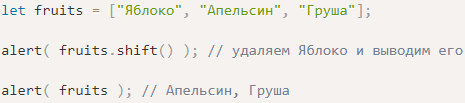 let fruits = ["Яблоко", "Апельсин", "Груша"];
alert( fruits.shift() ); // удаляем Яблоко и выводим его
alert( fruits ); // Апельсин, Груша